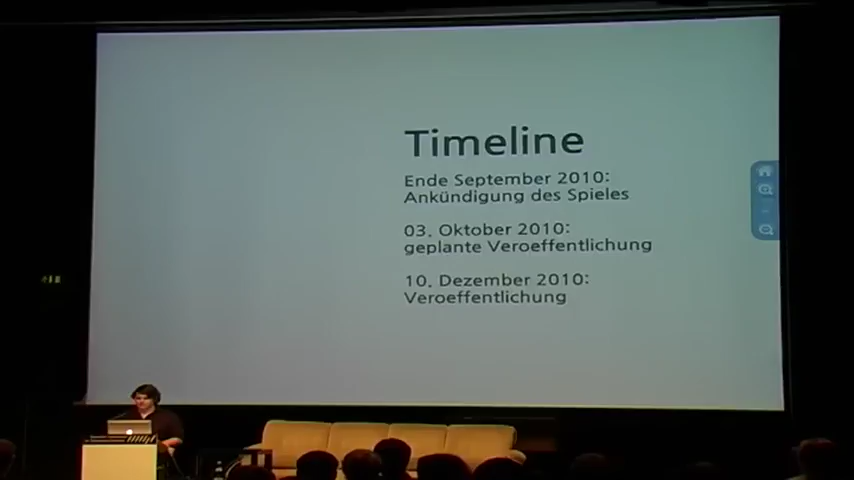 Timeline
Ende September 2010:
Ankündigung des Spieles
03. Oktober 2010:
geplante Veroeffentlichung
10. Dezember 2010:
Veroeffentlichung